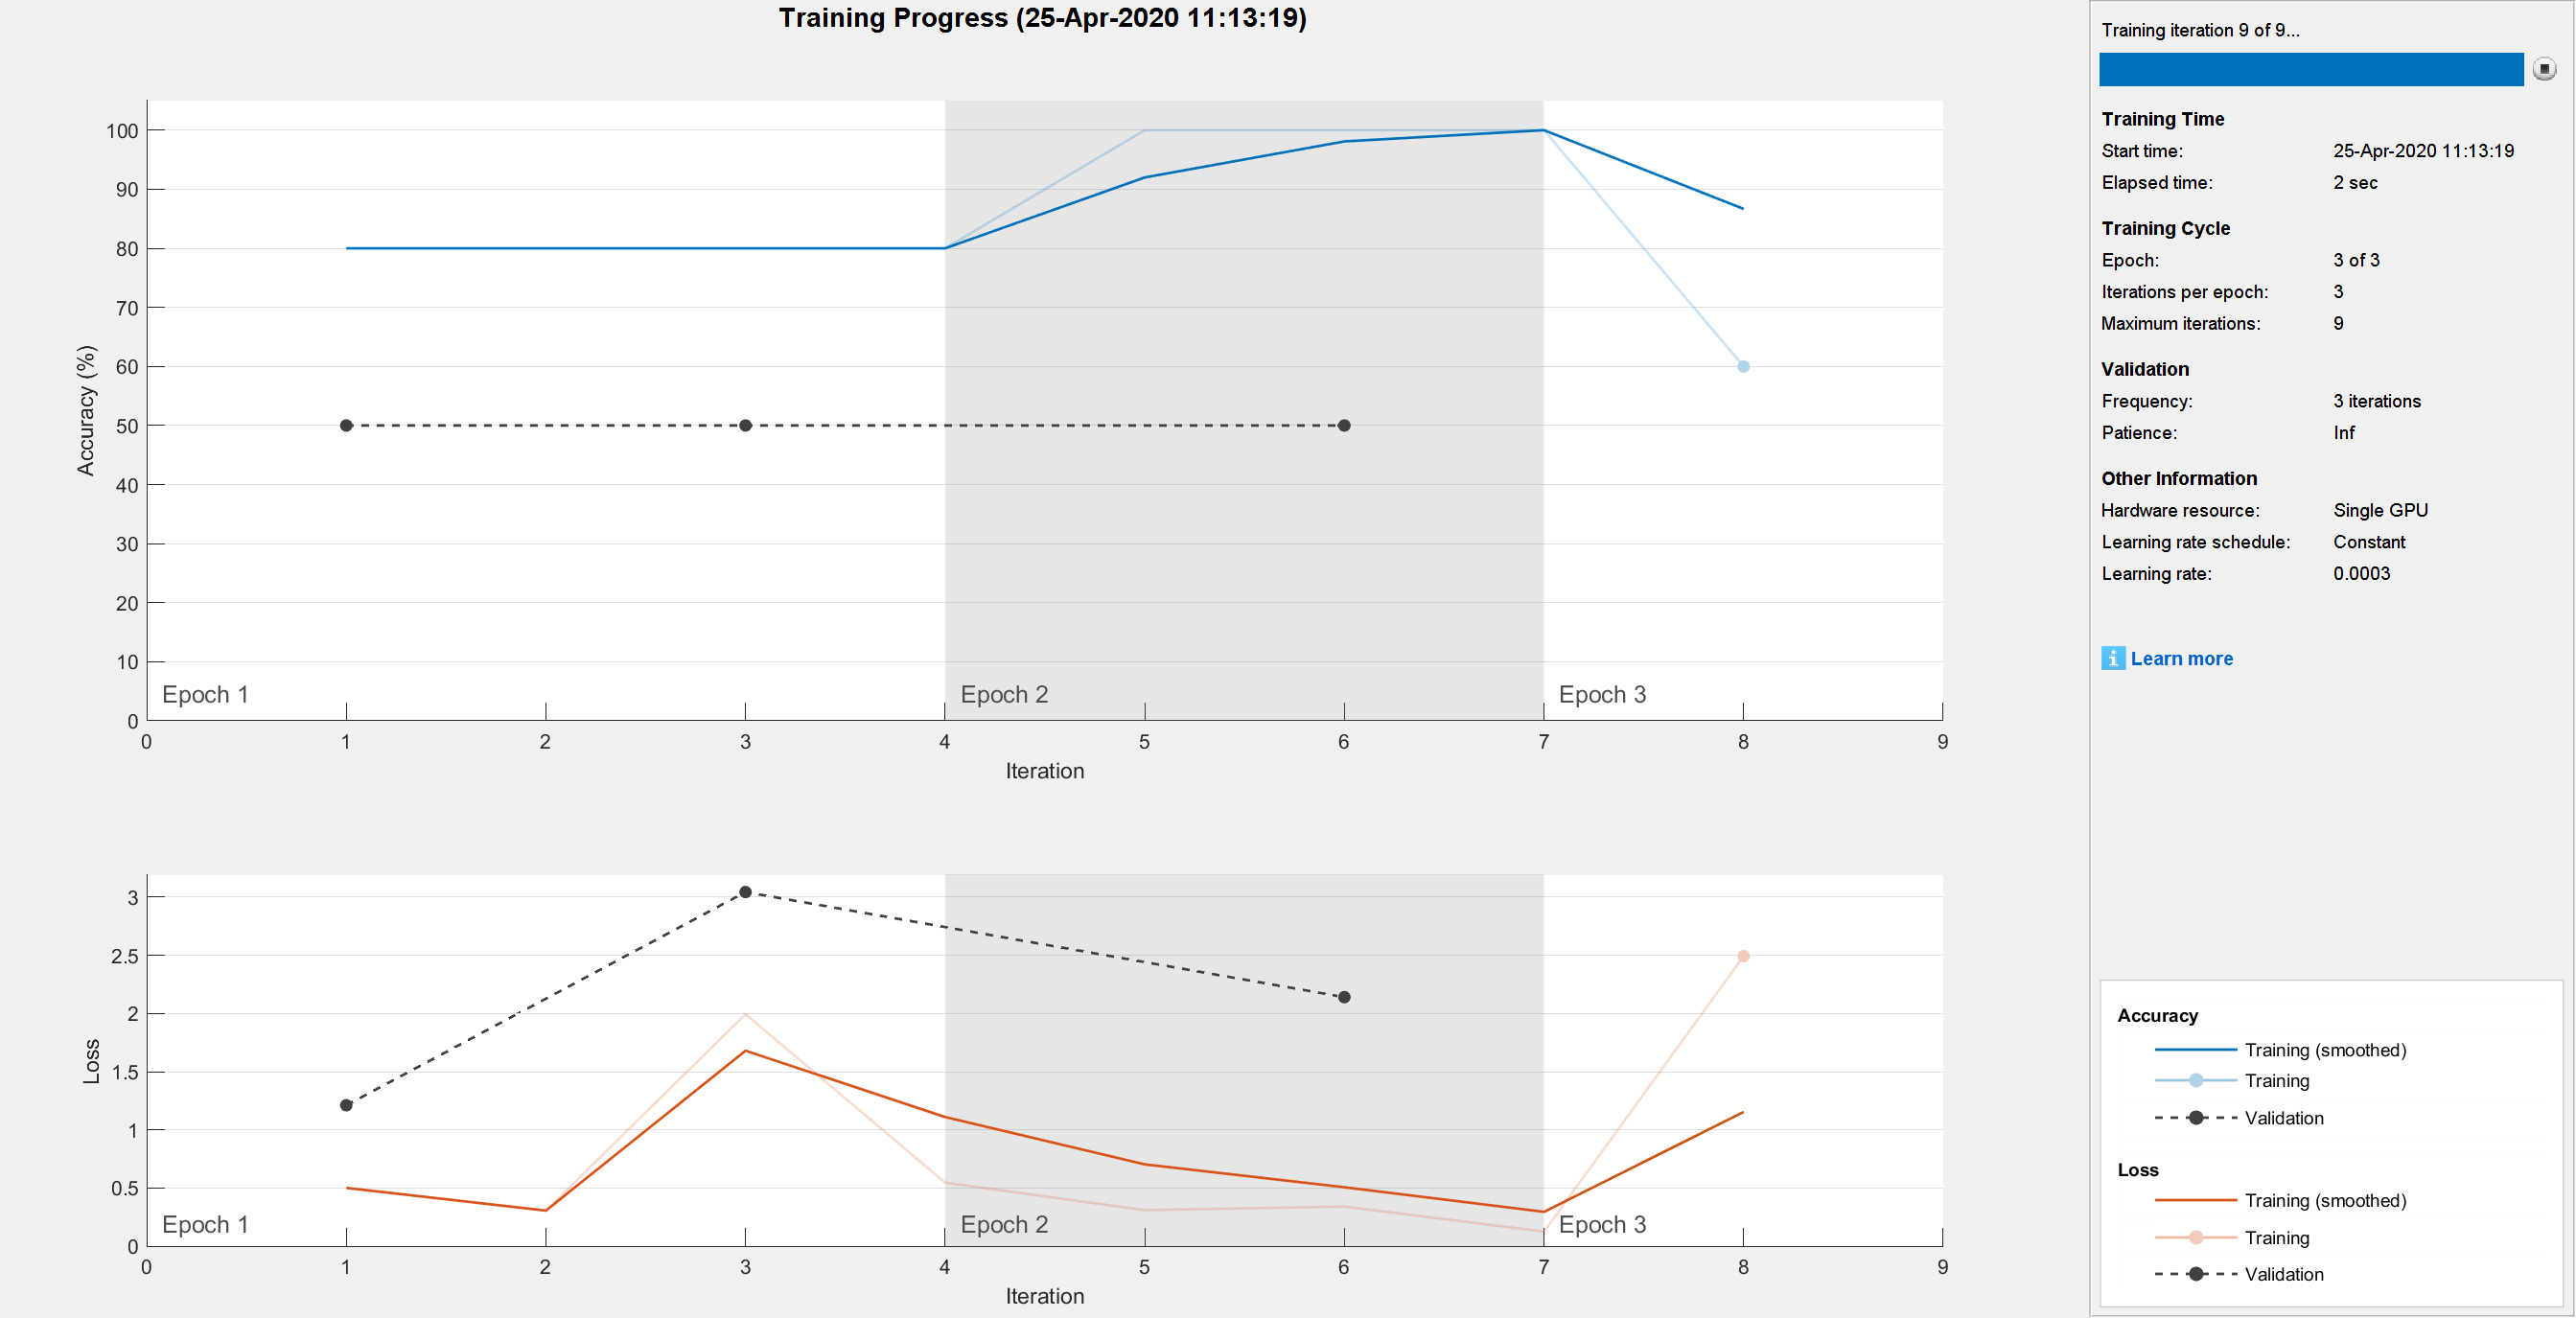 Training Progress (25-Apr-2020 11:13:19)
100
90
80
70
60
50
40
30
20
10
0
Accuracy (%)
Epoch 1
Epoch 2
Epoch 3
0 1 2 3 4 5 6 7 8 9
Iteration
3
2.5
2
1.5
1
0.5
0
Loss
Epoch 1
Epoch 2
Epoch 3
0 1 2 3 4 5 6 7 8 9
Iteration
Training iteration 9 of 9...
Training Time
Start time: 25-Apr-2020 11:13:19
Elapsed time: 2 sec
Training Cycle
Epoch: 3 of 3
Iterations per epoch: 3
Maximum iterations: 9
Validation
Frequency: 3 iterations
Patience: Inf
Other Information
Hardware resource: Single GPU
Learning rate schedule: Constant
Learning rate: 0.0003
i Learn more
Accuracy
Training (smoothed)
Training
Validation
Loss
Training (smoothed)
Training
Validation